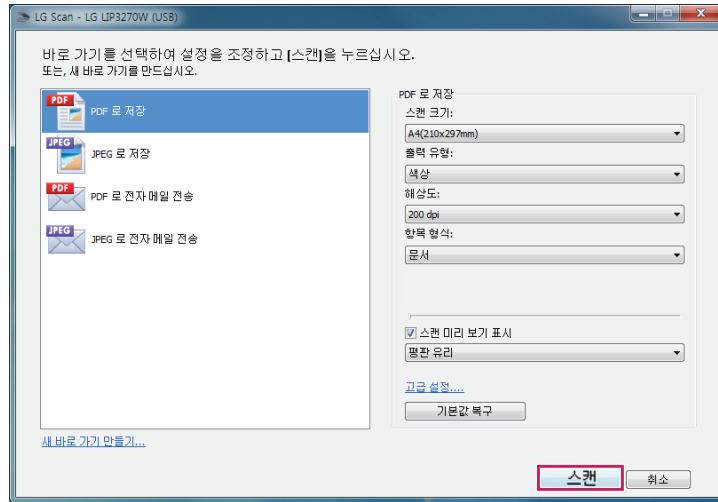 LG Scan - LG LIP3270W (USB)
바로 가기를 선택하여 설정을 조정하고 [스캔]을 누르십시오.
또는, 새 바로 가기를 만드십시오.
PDF
PDF 로 저장
JPEG
JPEG 로 저장
PDF
PDF 로 전자 메일 전송
JPEG
JPEG 로 전자 메일 전송
새 바로 가기 만들기...
PDF 로 저장
스캔 크기:
A4(210x297mm)
출력 유형:
색상
해상도:
200 dpi
항목 형식:
문서
스캔 미리 보기 표시
평판 유리
고급 설정....
기본값 복구
스캔
취소